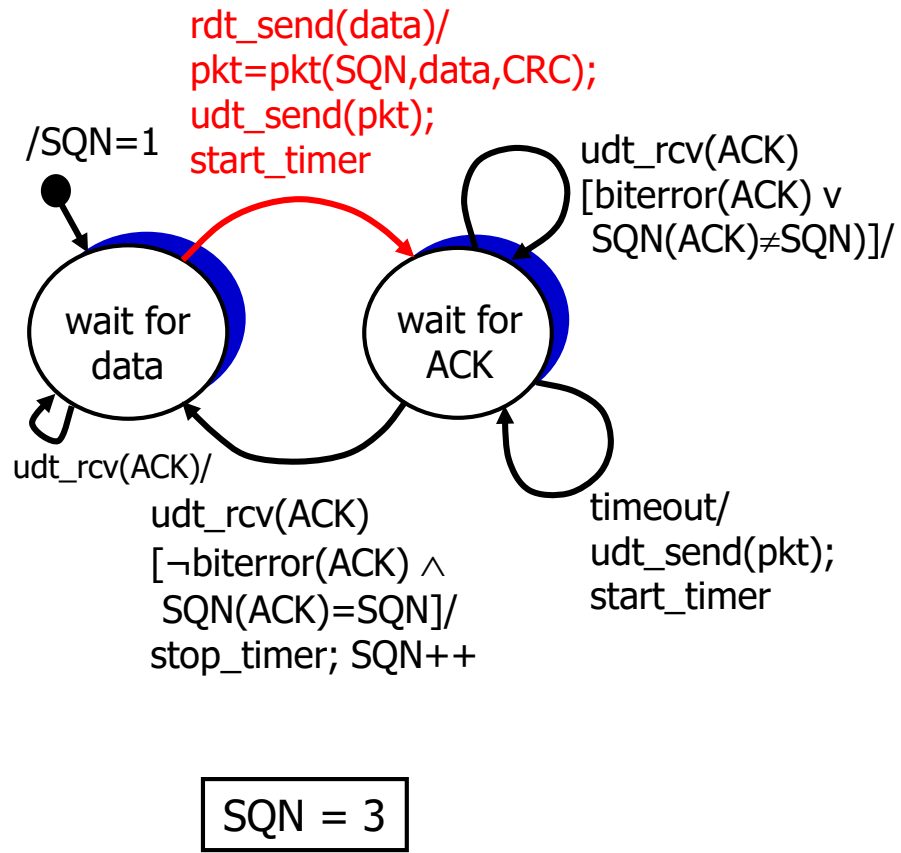 rdt_send(data)/
pkt=pkt(SQN,data,CRC);
udt_send(pkt);
start_timer
/SQN=1
udt_rcv(ACK)
[biterror(ACK) v
SQN(ACK)≠SQN)]/
wait for
data
wait for
ACK
udt_rcv(ACK)/
udt_rcv(ACK)
[¬biterror(ACK) ∧
SQN(ACK)=SQN]/
stop_timer; SQN++
timeout/
udt_send(pkt);
start_timer
SQN = 3